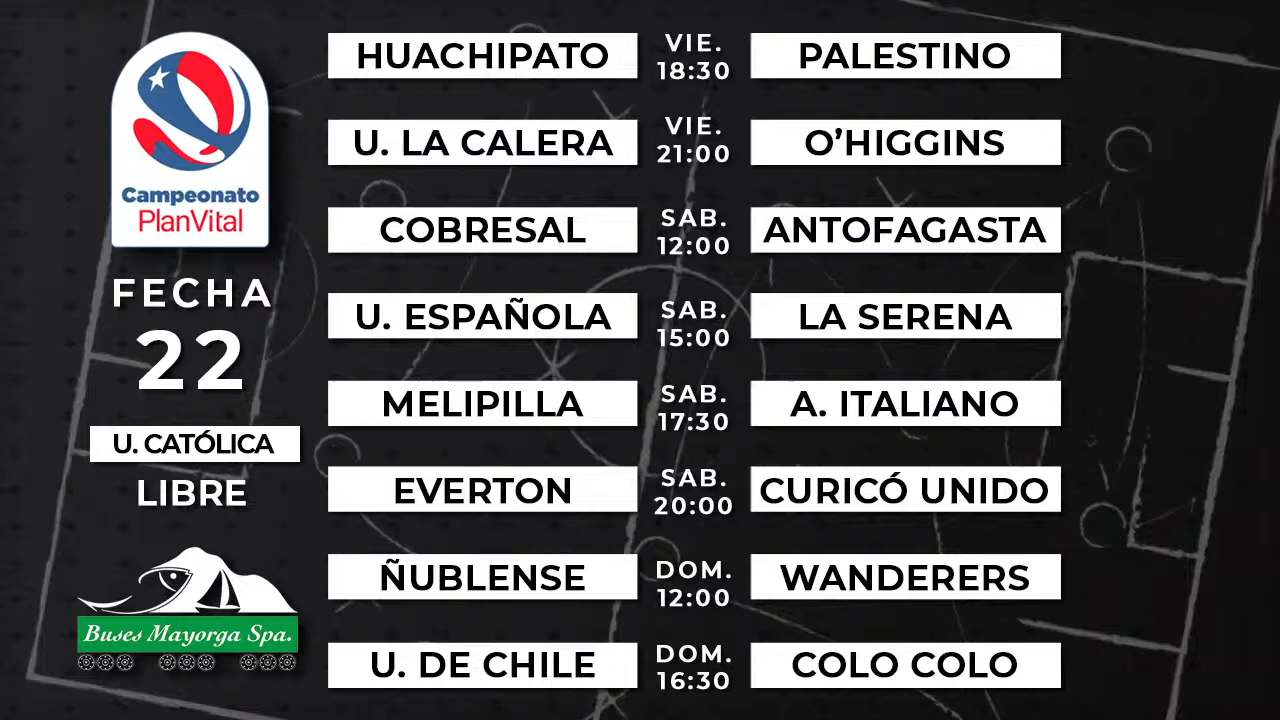 Campeonato
PlanVital
FECHA
22
U. CATÓLICA
LIBRE
Buses Mayorga Spa.
HUACHIPATO
VIE.
18:30
PALESTINO
U. LA CALERA
VIE.
21:00
O’HIGGINS
COBRESAL
SAB.
12:00
ANTOFAGASTA
U. ESPAÑOLA
SAB.
15:00
LA SERENA
MELIPILLA
SAB.
17:30
A. ITALIANO
EVERTON
SAB.
20:00
CURICÓ UNIDO
ÑUBLENSE
DOM.
12:00
WANDERERS
U. DE CHILE
DOM.
16:30
COLO COLO